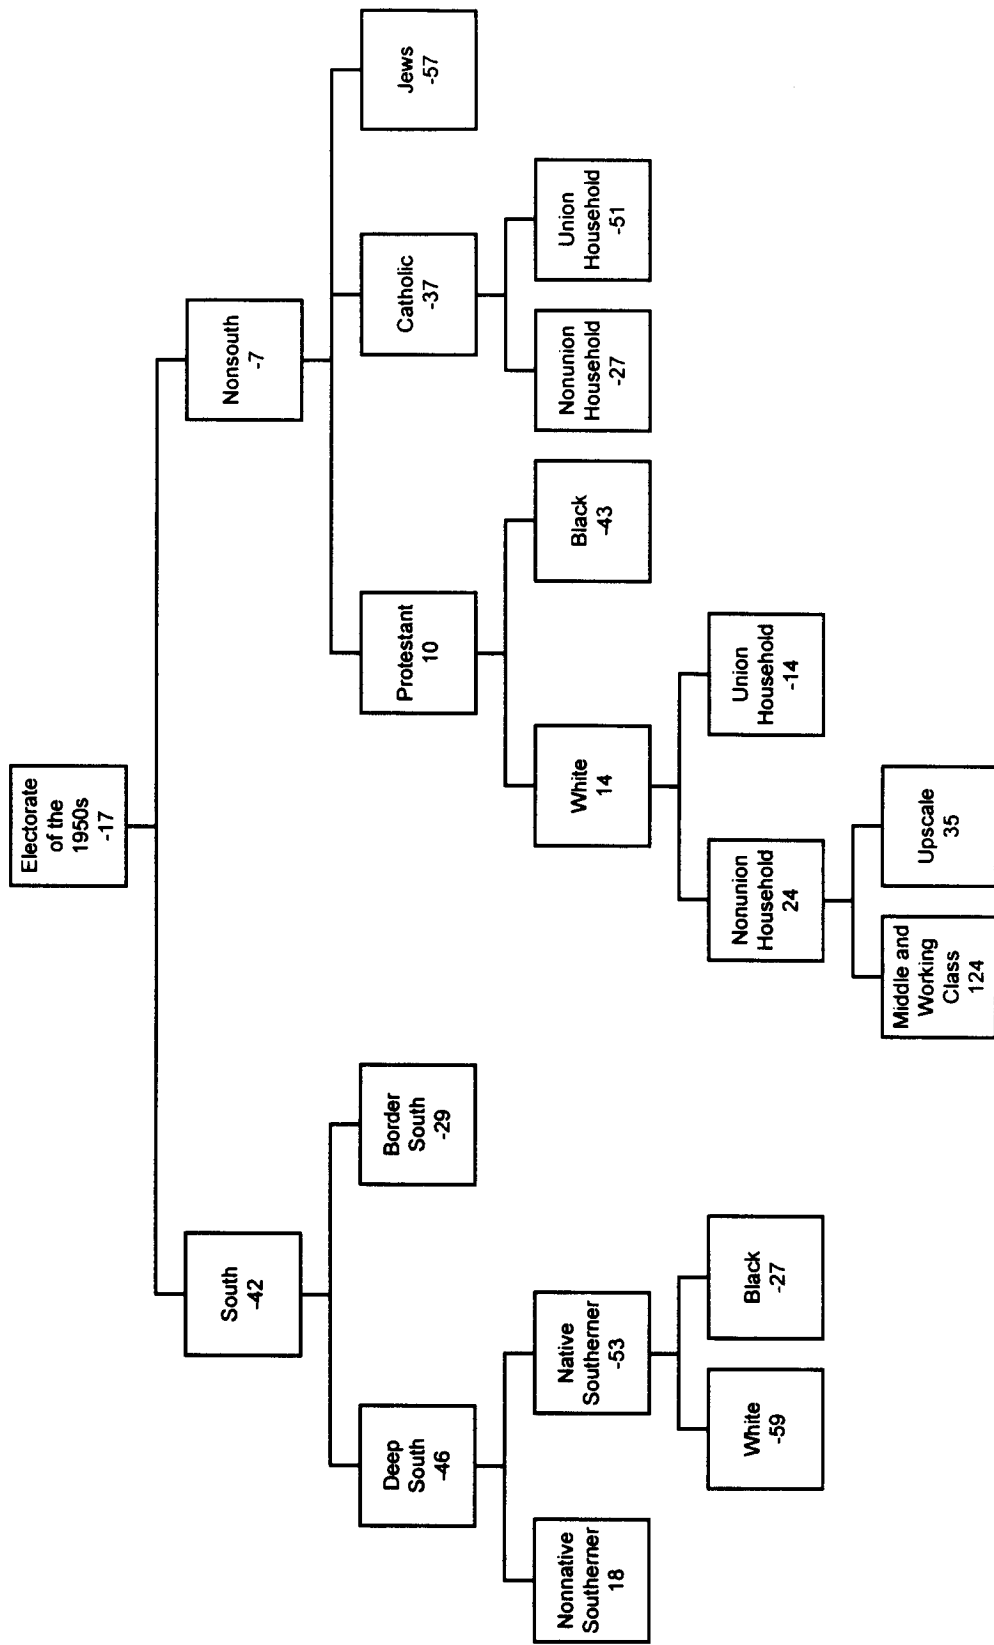 Electorate
of the
1950s
-17
South
-42
Nonsouth
-7
Deep
South
-46
Border
South
-29
Protestant
10
Catholic
-37
Jews
-57
Nonnative
Southerner
18
Native
Southerner
-53
White
14
Black
-43
Nonunion
Household
-27
Union
Household
-51
White
-59
Black
-27
Nonunion
Household
24
Union
Household
-14
Middle and
Working
Class
124
Upscale
35